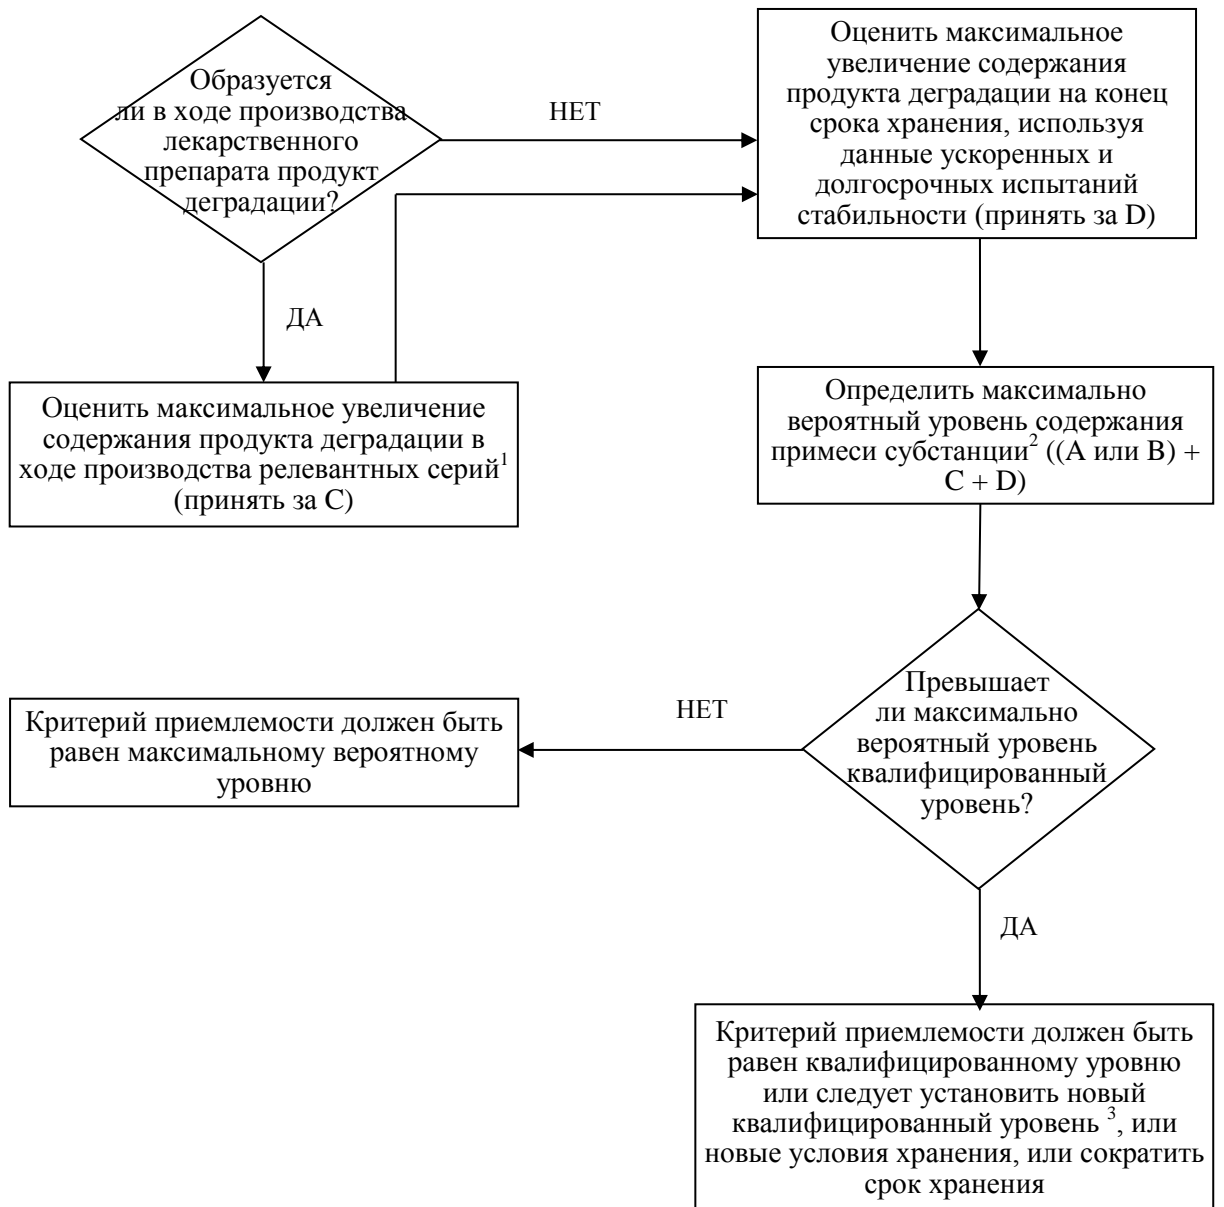 Образуется
ли в ходе производства
лекарственного
препарата продукт
деградации?
НЕТ
Оценить максимальное
увеличение содержания
продукта деградации на конец
срока хранения, используя
данные ускоренных и
долгосрочных испытаний
стабильности (принять за D)
ДА
Оценить максимальное увеличение
содержания продукта деградации в
ходе производства релевантных серий¹
(принять за C)
Определить максимально
вероятный уровень содержания
примеси субстанции² ((A или B) +
C + D)
Превышает
ли максимально
вероятный уровень
квалифицированный
уровень?
НЕТ
Критерий приемлемости должен быть
равен максимальному вероятному
уровню
ДА
Критерий приемлемости должен быть
равен квалифицированному уровню
или следует установить новый
квалифицированный уровень ³, или
новые условия хранения, или сократить
срок хранения